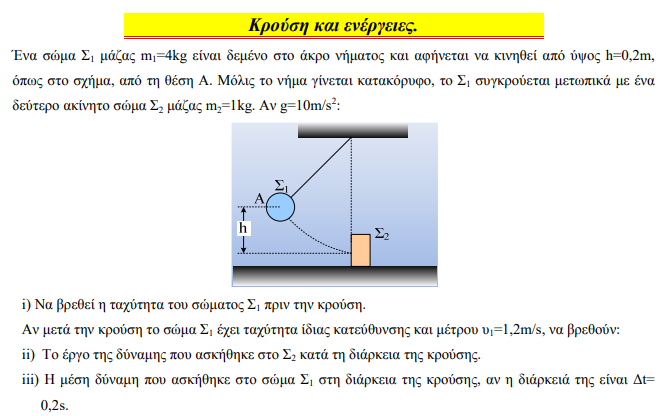 Κρούση και ενέργειες.
Ένα σώμα Σ₁ μάζας m₁=4kg είναι δεμένο στο άκρο νήματος και αφήνεται να κινηθεί από ύψος h=0,2m,
όπως στο σχήμα, από τη θέση Α. Μόλις το νήμα γίνεται κατακόρυφο, το Σ₁ συγκρούεται μετωπικά με ένα
δεύτερο ακίνητο σώμα Σ₂ μάζας m₂=1kg. Αν g=10m/s²:
Σ₁
Α
h
Σ₂
i) Να βρεθεί η ταχύτητα του σώματος Σ₁ πριν την κρούση.
Αν μετά την κρούση το σώμα Σ₁ έχει ταχύτητα ίδιας κατεύθυνσης και μέτρου υ₁=1,2m/s, να βρεθούν:
ii) Το έργο της δύναμης που ασκήθηκε στο Σ₂ κατά τη διάρκεια της κρούσης.
iii) Η μέση δύναμη που ασκήθηκε στο σώμα Σ₁ στη διάρκεια της κρούσης, αν η διάρκειά της είναι Δt=
0,2s.